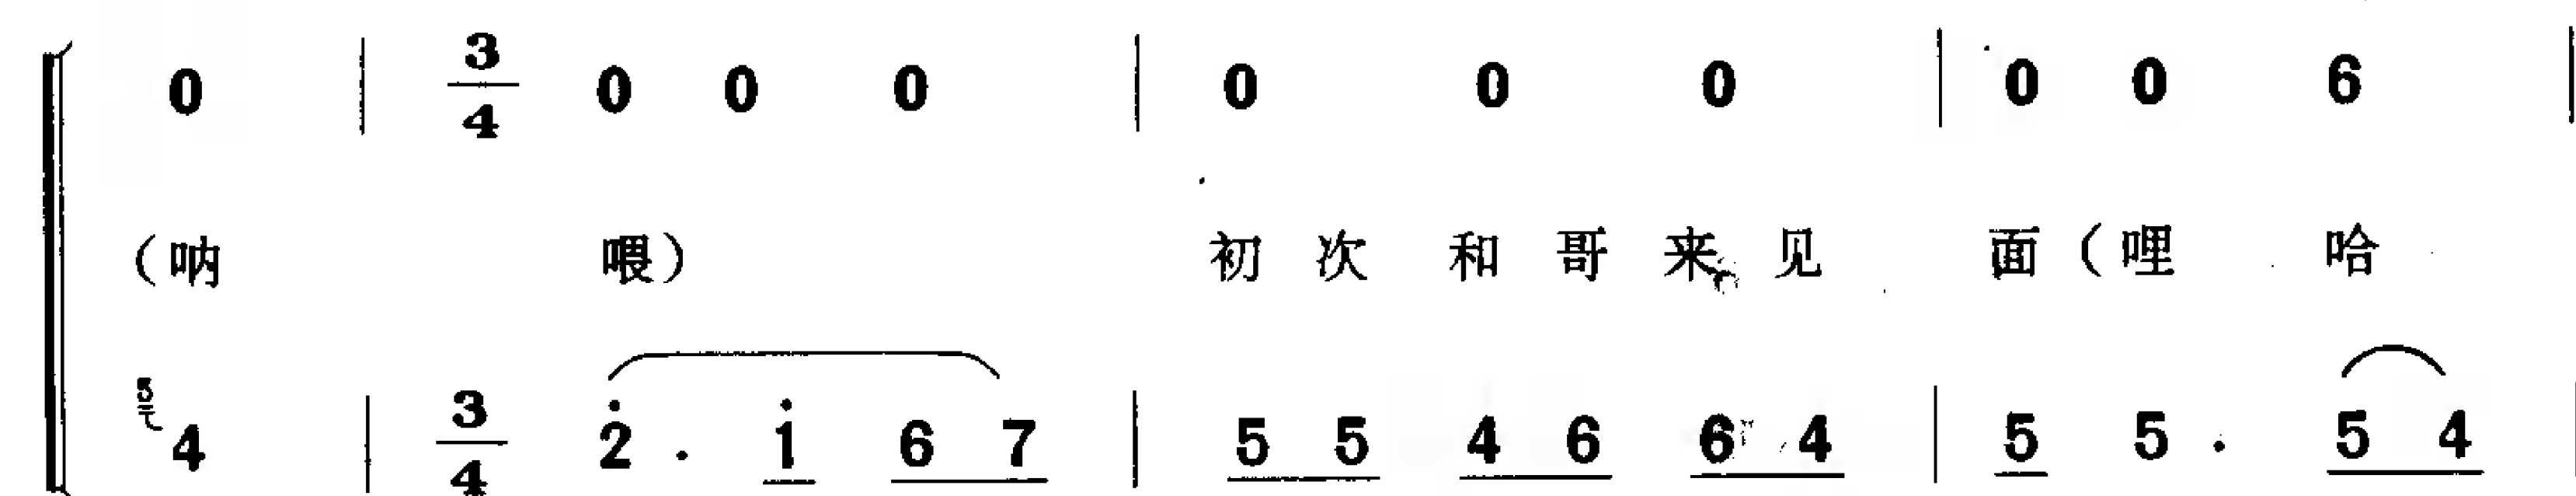 0 | 3/4 0 0 0 | 0 0 0 | 0 0 6 |
（呐 喂） 初 次 和 哥 来 见 面（哩 哈
5 4 | 3/4 2̇ . 1̇ 6 7 | 5 5 4 6 6 4 | 5 5 . 5 4 |